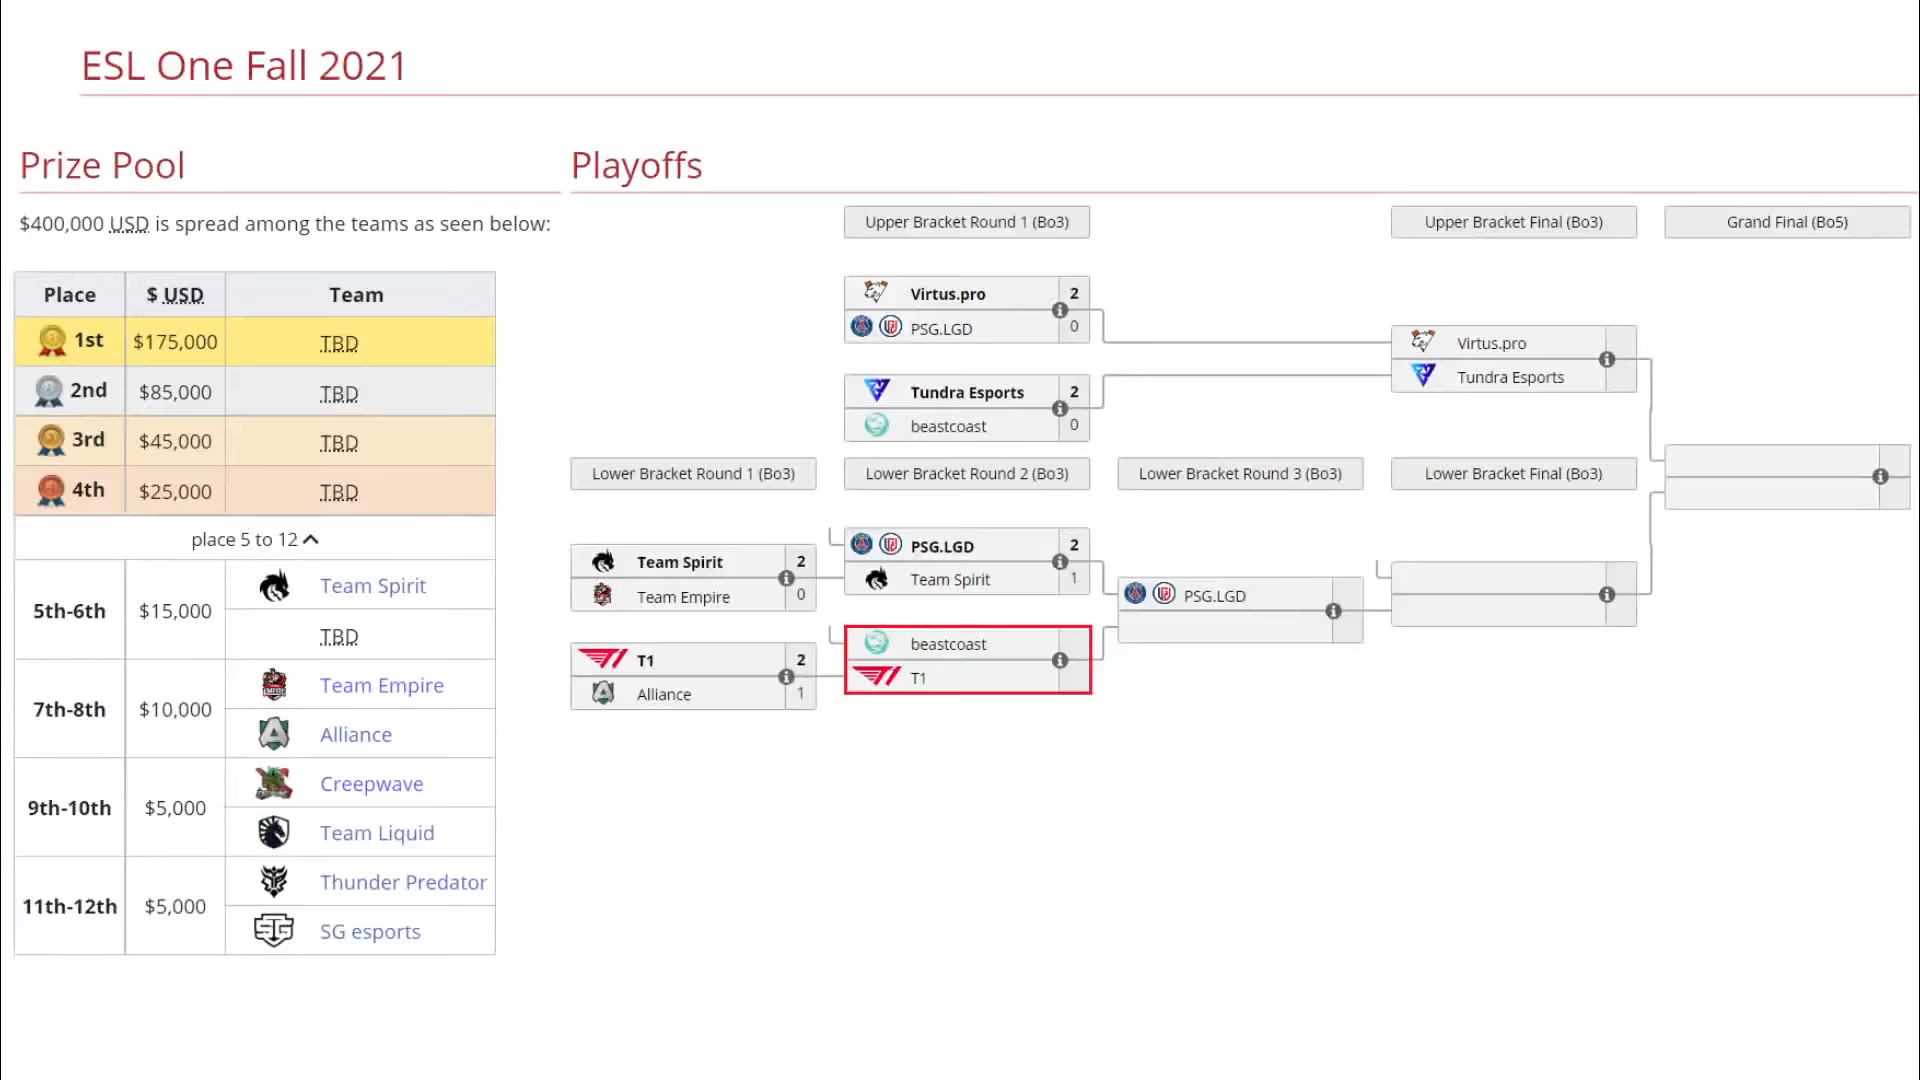 ESL One Fall 2021
Prize Pool
$400,000 USD is spread among the teams as seen below:
Place $ USD Team
1st $175,000 TBD
2nd $85,000 TBD
3rd $45,000 TBD
4th $25,000 TBD
place 5 to 12
5th-6th $15,000 Team Spirit
TBD
7th-8th $10,000 Team Empire
Alliance
9th-10th $5,000 Creepwave
Team Liquid
11th-12th $5,000 Thunder Predator
SG esports
Playoffs
Upper Bracket Round 1 (Bo3)
Upper Bracket Final (Bo3)
Grand Final (Bo5)
Virtus.pro 2
PSG.LGD 0
Tundra Esports 2
beastcoast 0
Virtus.pro
Tundra Esports
Lower Bracket Round 1 (Bo3)
Lower Bracket Round 2 (Bo3)
Lower Bracket Round 3 (Bo3)
Lower Bracket Final (Bo3)
Team Spirit 2
Team Empire 0
T1 2
Alliance 1
PSG.LGD 2
Team Spirit 1
beastcoast
T1
PSG.LGD